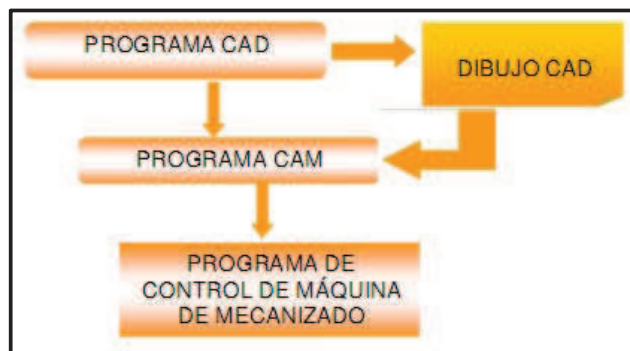 PROGRAMA CAD
DIBUJO CAD
PROGRAMA CAM
PROGRAMA DE
CONTROL DE MÁQUINA
DE MECANIZADO